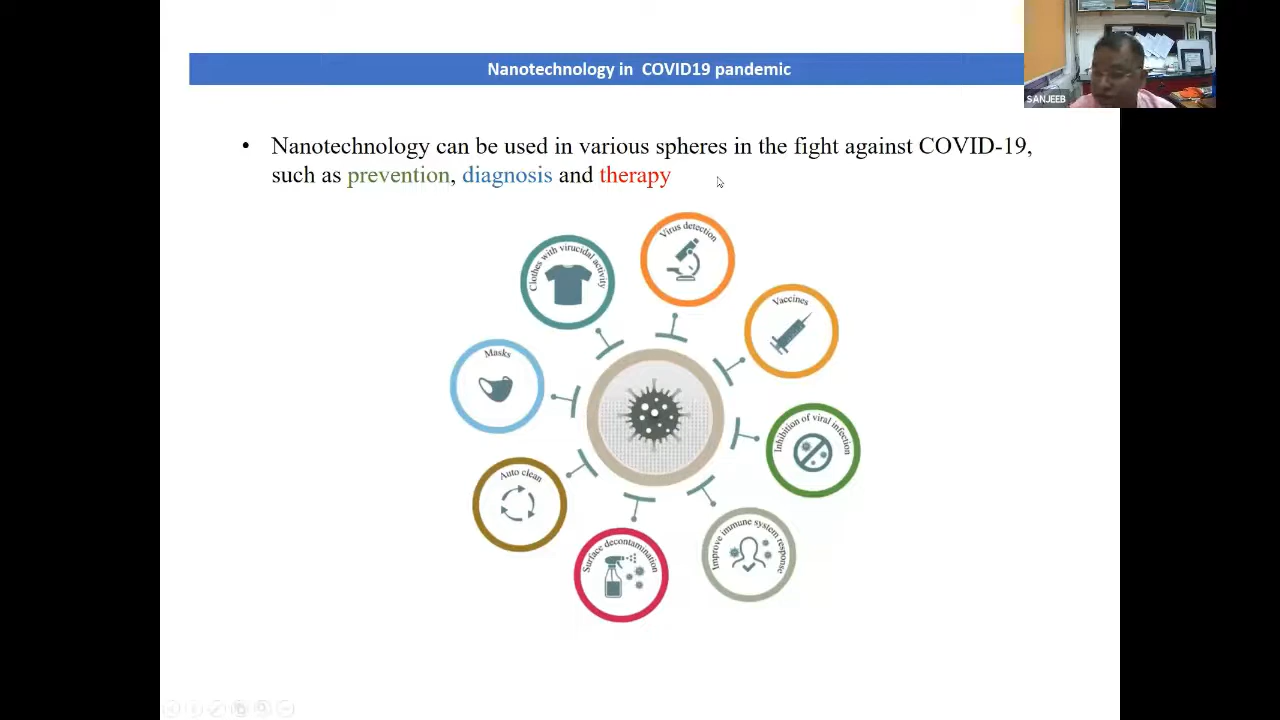 Nanotechnology in COVID19 pandemic
SANJEEB
• Nanotechnology can be used in various spheres in the fight against COVID-19,
such as prevention, diagnosis and therapy
Virus detection
Clothes with virucidal activity
Vaccines
Masks
Inhibition of viral infection
Auto clean
Improve immune system response
Surface decontamination